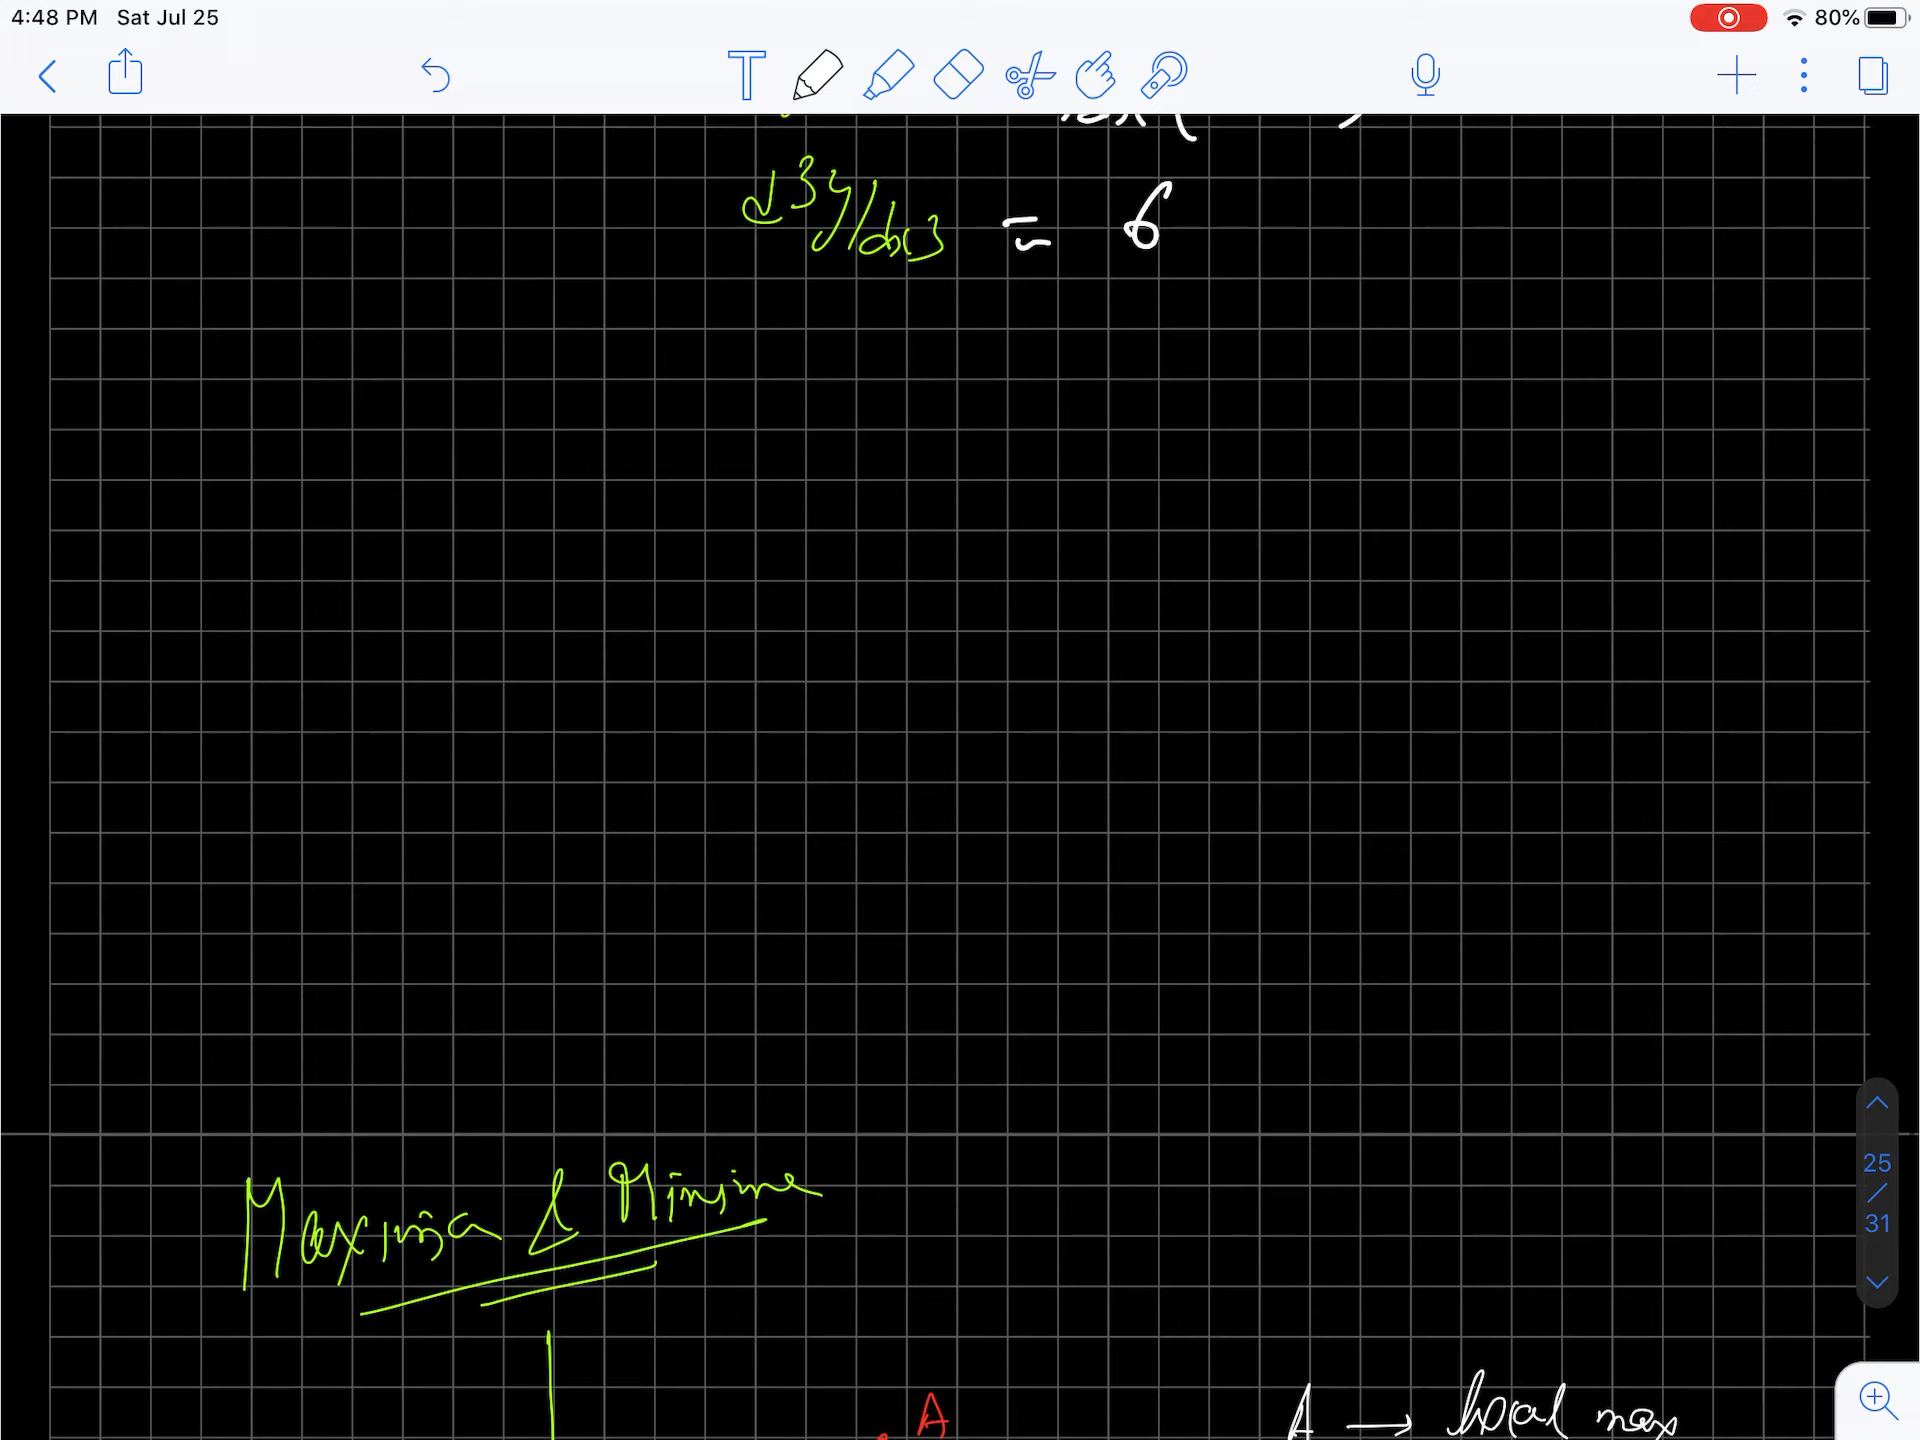 4:48 PM Sat Jul 25
80%
d³y/dx³ = 6
25
/
31
Maxima & Minima
A
A → local max